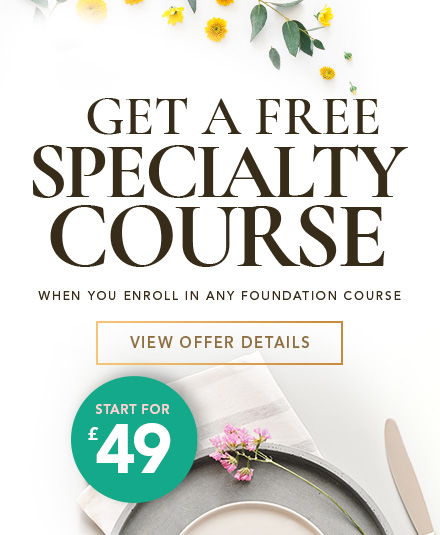 GET A FREE
SPECIALTY
COURSE
WHEN YOU ENROLL IN ANY FOUNDATION COURSE
VIEW OFFER DETAILS
START FOR
£49